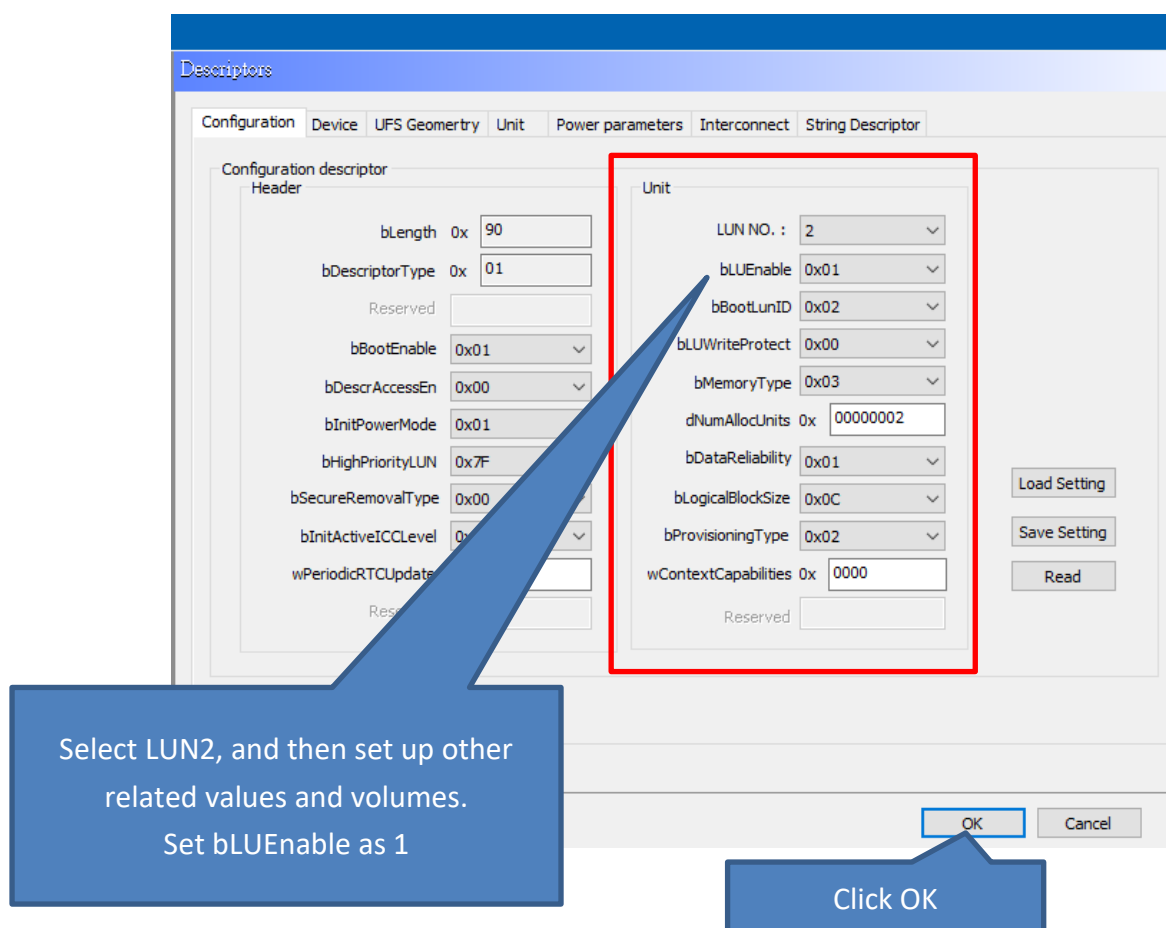 Descriptors
Configuration Device UFS Geomertry Unit Power parameters Interconnect String Descriptor
Configuration descriptor
Header
bLength 0x 90
bDescriptorType 0x 01
Reserved
bBootEnable 0x01
bDescrAccessEn 0x00
bInitPowerMode 0x01
bHighPriorityLUN 0x7F
bSecureRemovalType 0x00
bInitActiveICCLevel
wPeriodicRTCUpdate
Unit
LUN NO. : 2
bLUEnable 0x01
bBootLunID 0x02
bLUWriteProtect 0x00
bMemoryType 0x03
dNumAllocUnits 0x 00000002
bDataReliability 0x01
bLogicalBlockSize 0x0C
bProvisioningType 0x02
wContextCapabilities 0x 0000
Reserved
Load Setting
Save Setting
Read
Select LUN2, and then set up other
related values and volumes.
Set bLUEnable as 1
OK Cancel
Click OK